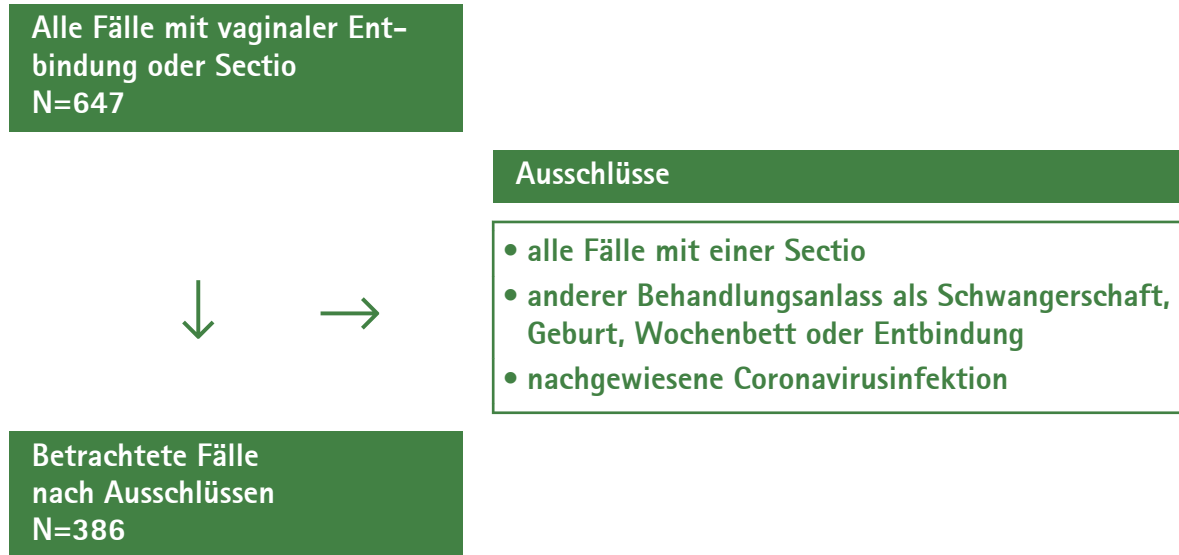 Alle Fälle mit vaginaler Ent-
bindung oder Sectio
N=647
Ausschlüsse
• alle Fälle mit einer Sectio
• anderer Behandlungsanlass als Schwangerschaft,
Geburt, Wochenbett oder Entbindung
• nachgewiesene Coronavirusinfektion
Betrachtete Fälle
nach Ausschlüssen
N=386